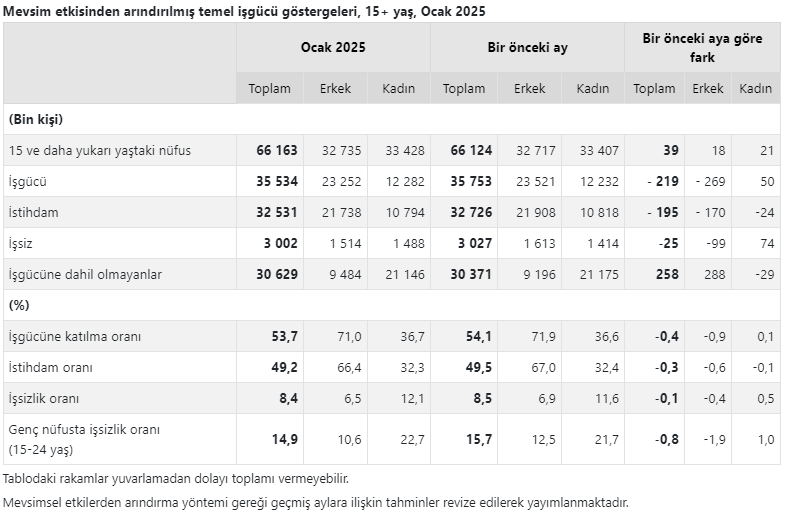 Mevsim etkisinden arındırılmış temel işgücü göstergeleri, 15+ yaş, Ocak 2025
Ocak 2025 Bir önceki ay Bir önceki aya göre
fark
Toplam Erkek Kadın Toplam Erkek Kadın Toplam Erkek Kadın
(Bin kişi)
15 ve daha yukarı yaştaki nüfus 66 163 32 735 33 428 66 124 32 717 33 407 39 18 21
İşgücü 35 534 23 252 12 282 35 753 23 521 12 232 - 219 - 269 50
İstihdam 32 531 21 738 10 794 32 726 21 908 10 818 - 195 - 170 -24
İşsiz 3 002 1 514 1 488 3 027 1 613 1 414 -25 -99 74
İşgücüne dahil olmayanlar 30 629 9 484 21 146 30 371 9 196 21 175 258 288 -29
(%)
İşgücüne katılma oranı 53,7 71,0 36,7 54,1 71,9 36,6 -0,4 -0,9 0,1
İstihdam oranı 49,2 66,4 32,3 49,5 67,0 32,4 -0,3 -0,6 -0,1
İşsizlik oranı 8,4 6,5 12,1 8,5 6,9 11,6 -0,1 -0,4 0,5
Genç nüfusta işsizlik oranı
(15-24 yaş) 14,9 10,6 22,7 15,7 12,5 21,7 -0,8 -1,9 1,0
Tablodaki rakamlar yuvarlamadan dolayı toplamı vermeyebilir.
Mevsimsel etkilerden arındırma yöntemi gereği geçmiş aylara ilişkin tahminler revize edilerek yayımlanmaktadır.